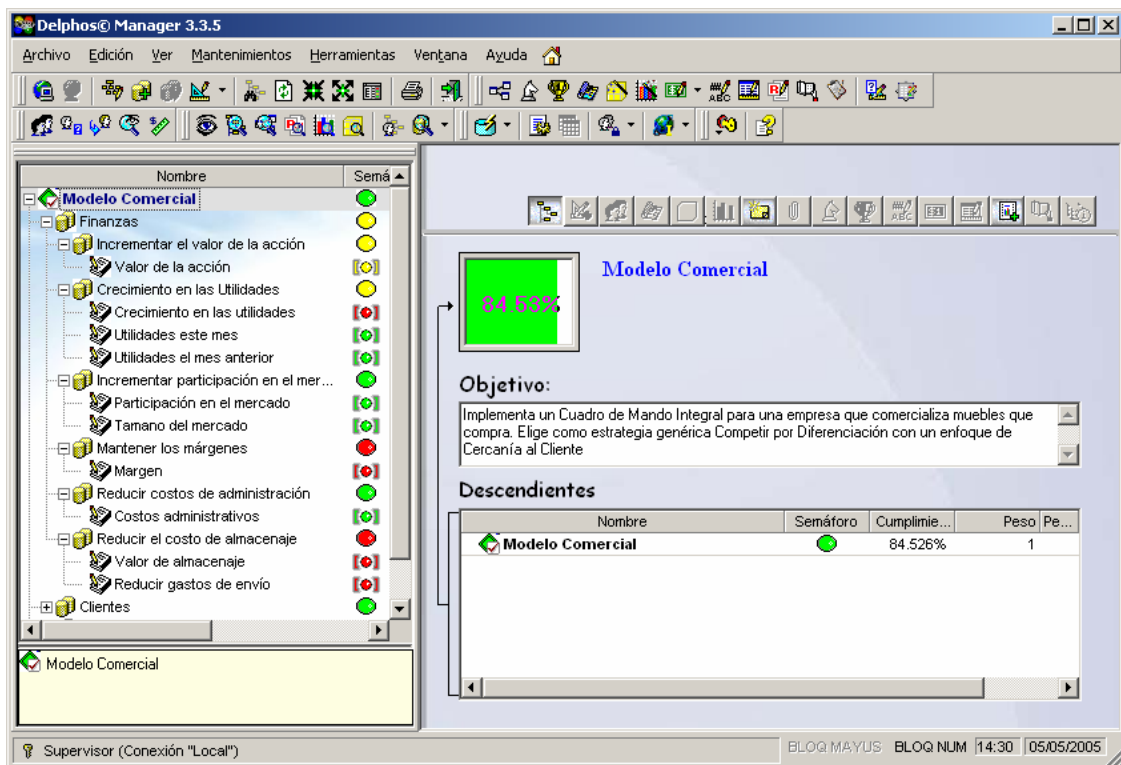 Delphos© Manager 3.3.5
Archivo Edición Ver Mantenimientos Herramientas Ventana Ayuda
Nombre Semá
Modelo Comercial
Finanzas
Incrementar el valor de la acción
Valor de la acción
Crecimiento en las Utilidades
Crecimiento en las utilidades
Utilidades este mes
Utilidades el mes anterior
Incrementar participación en el mer...
Participación en el mercado
Tamano del mercado
Mantener los márgenes
Margen
Reducir costos de administración
Costos administrativos
Reducir el costo de almacenaje
Valor de almacenaje
Reducir gastos de envío
Clientes
Modelo Comercial
Modelo Comercial
84.53%
Objetivo:
Implementa un Cuadro de Mando Integral para una empresa que comercializa muebles que
compra. Elige como estrategia genérica Competir por Diferenciación con un enfoque de
Cercanía al Cliente
Descendientes
Nombre Semáforo Cumplimie... Peso Pe...
Modelo Comercial 84.526% 1
Supervisor (Conexión "Local") BLOQ MAYUS BLOQ NUM 14:30 05/05/2005